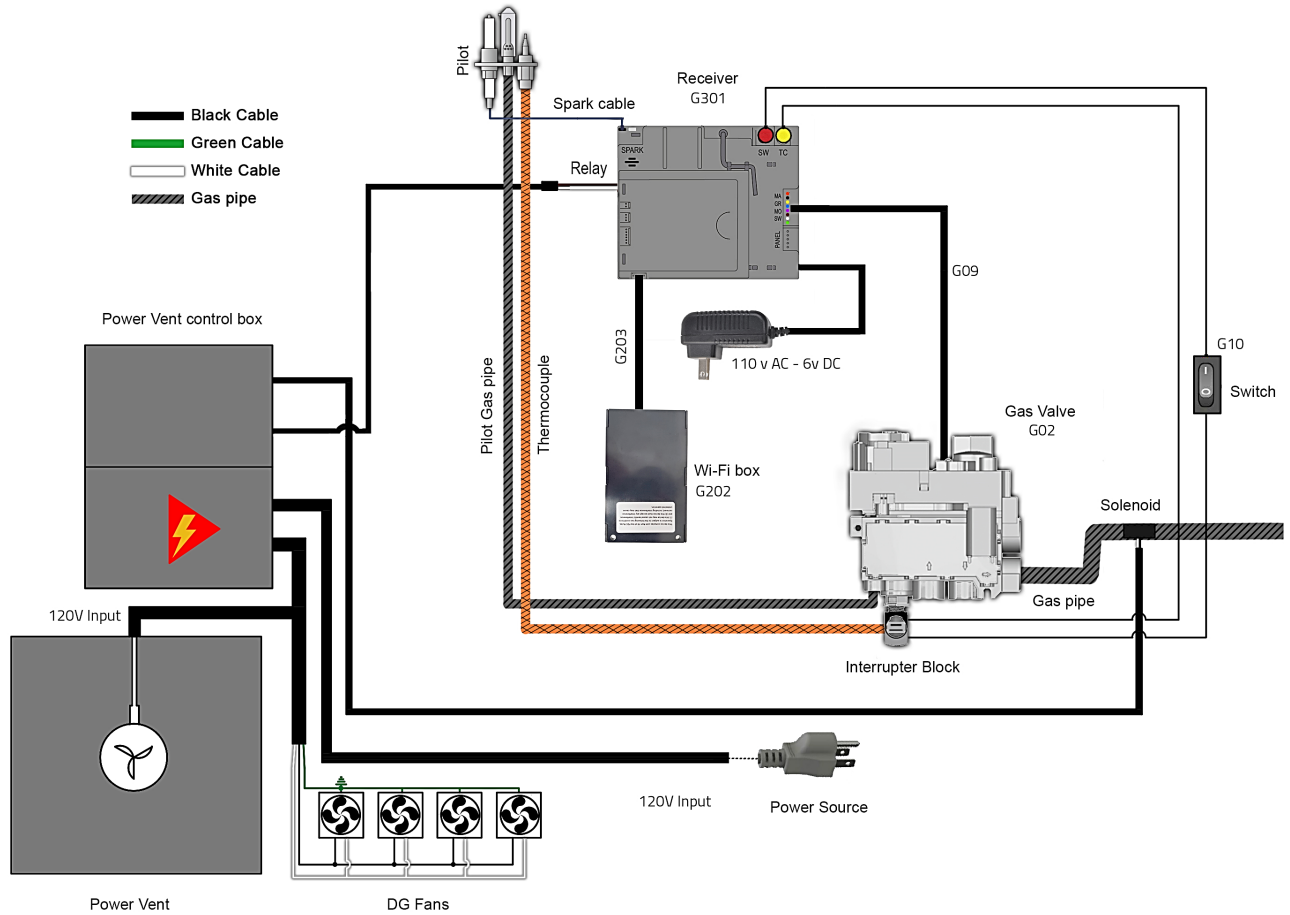 Pilot
Receiver
G301
Spark cable
Black Cable
Green Cable
White Cable
Gas pipe
SPARK
SW TC
Relay
MA
GR
MO
SW
PANEL
G09
Power Vent control box
G203
110 v AC - 6v DC
G10
Switch
Pilot Gas pipe
Thermocouple
Gas Valve
G02
Wi-Fi box
G202
Solenoid
Gas pipe
120V Input
Interrupter Block
120V Input
Power Source
Power Vent
DG Fans